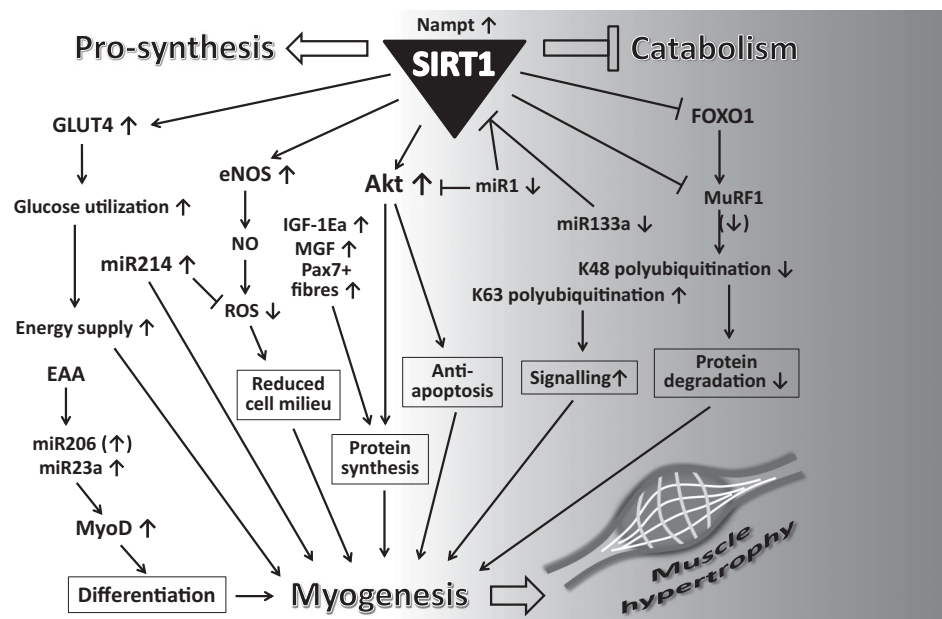 Nampt ↑
Pro-synthesis
SIRT1
Catabolism
GLUT4 ↑
FOXO1
eNOS ↑
Akt ↑
miR1 ↓
MuRF1
(↓)
Glucose utilization ↑
IGF-1Ea ↑
miR133a ↓
NO
MGF ↑
miR214 ↑
Pax7+
fibres ↑
K48 polyubiquitination ↓
K63 polyubiquitination ↑
ROS ↓
Energy supply ↑
EAA
Reduced
cell milieu
Anti-
apoptosis
Signalling↑
Protein
degradation ↓
miR206 (↑)
miR23a ↑
Protein
synthesis
MyoD ↑
Differentiation
Myogenesis
Muscle
hypertrophy